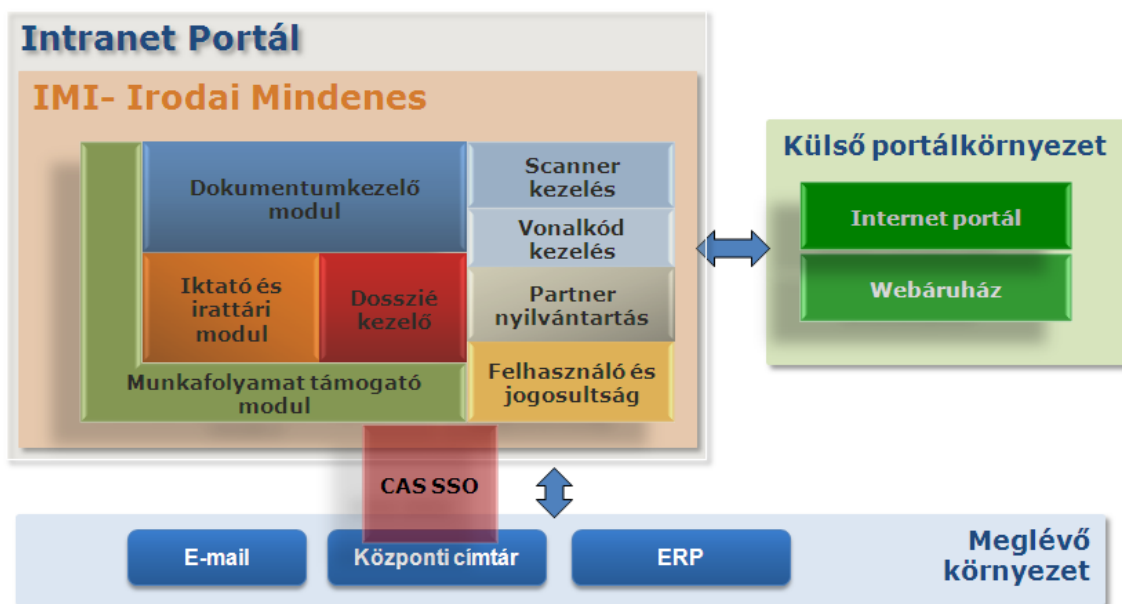 Intranet Portál
IMI- Irodai Mindenes
Dokumentumkezelő
modul
Scanner
kezelés
Vonalkód
kezelés
Iktató és
irattári
modul
Dosszié
kezelő
Partner
nyilvántartás
Munkafolyamat támogató
modul
Felhasználó és
jogosultság
Külső portálkörnyezet
Internet portál
Webáruház
CAS SSO
E-mail
Központi címtár
ERP
Meglévő
környezet